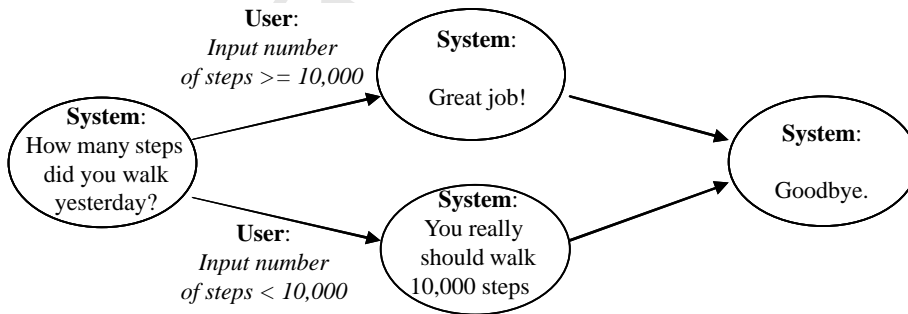 System:
How many steps
did you walk
yesterday?
User:
Input number
of steps >= 10,000
System:
Great job!
User:
Input number
of steps < 10,000
System:
You really
should walk
10,000 steps
System:
Goodbye.